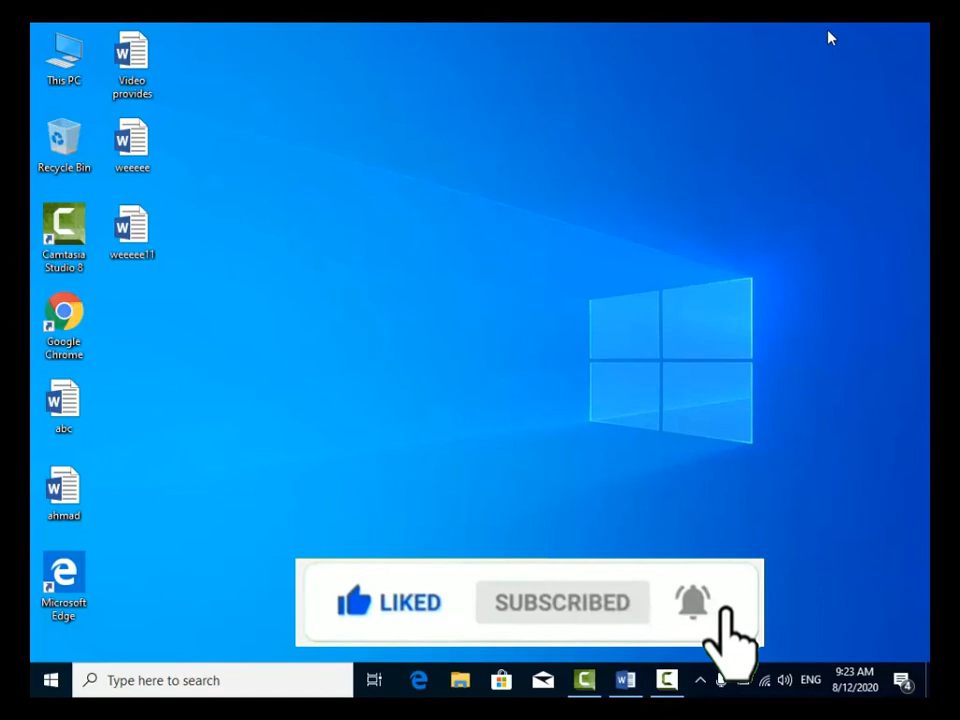 This PC
Video
provides
Recycle Bin
weeeee
Camtasia
Studio 8
weeeee11
Google
Chrome
abc
ahmad
Microsoft
Edge
LIKED
SUBSCRIBED
Type here to search
ENG
9:23 AM
8/12/2020
4